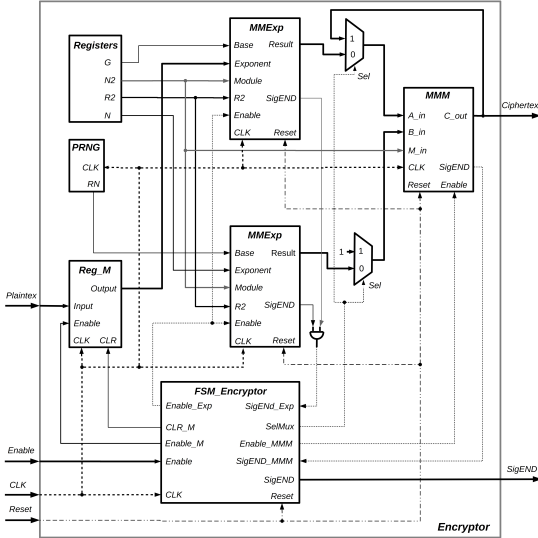 MMExp
Base
Result
Exponent
Module
R2
SigEND
Enable
CLK
Reset
Registers
G
N2
R2
N
1
0
Sel
MMM
A_in
C_out
B_in
M_in
CLK
SigEND
Reset
Enable
Ciphertex
PRNG
CLK
RN
MMExp
Base
Result
Exponent
Module
R2
SigEND
Enable
CLK
Reset
1
1
0
Sel
Reg_M
Output
Input
Enable
CLK
CLR
Plaintex
FSM_Encryptor
Enable_Exp
SigENd_Exp
CLR_M
SelMux
Enable_M
Enable_MMM
Enable
SigEND_MMM
SigEND
CLK
Reset
Enable
CLK
Reset
SigEND
Encryptor